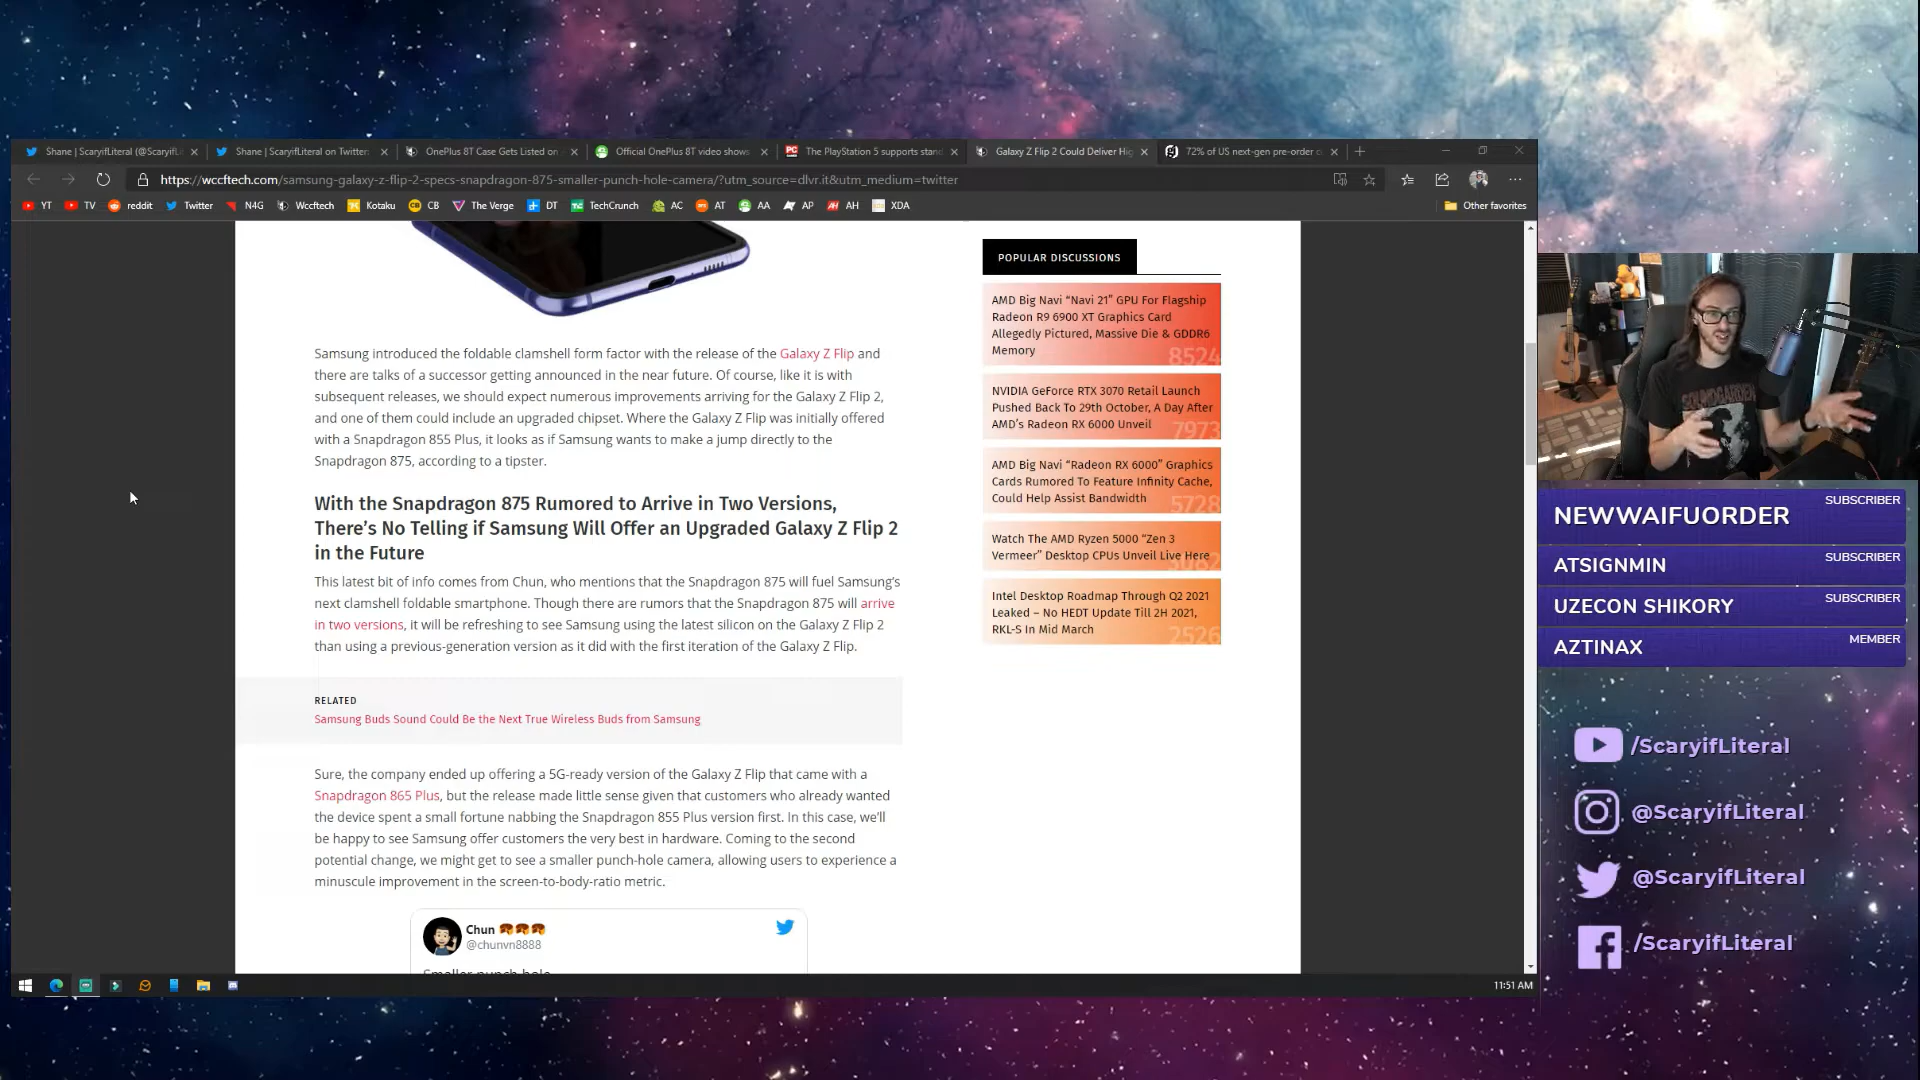 Shane | ScaryifLiteral (@ScaryifL
Shane | ScaryifLiteral on Twitter
OnePlus 8T Case Gets Listed on
Official OnePlus 8T video shows
The PlayStation 5 supports stand
Galaxy Z Flip 2 Could Deliver Hig
72% of US next-gen pre-order
https://wccftech.com/samsung-galaxy-z-flip-2-specs-snapdragon-875-smaller-punch-hole-camera/?utm_source=dlvr.it&utm_medium=twitter
YT TV reddit Twitter N4G Wccftech Kotaku CB The Verge DT TechCrunch AC AT AA AP AH XDA Other favorites
Samsung introduced the foldable clamshell form factor with the release of the Galaxy Z Flip and
there are talks of a successor getting announced in the near future. Of course, like it is with
subsequent releases, we should expect numerous improvements arriving for the Galaxy Z Flip 2,
and one of them could include an upgraded chipset. Where the Galaxy Z Flip was initially offered
with a Snapdragon 855 Plus, it looks as if Samsung wants to make a jump directly to the
Snapdragon 875, according to a tipster.
With the Snapdragon 875 Rumored to Arrive in Two Versions,
There's No Telling if Samsung Will Offer an Upgraded Galaxy Z Flip 2
in the Future
This latest bit of info comes from Chun, who mentions that the Snapdragon 875 will fuel Samsung's
next clamshell foldable smartphone. Though there are rumors that the Snapdragon 875 will arrive
in two versions, it will be refreshing to see Samsung using the latest silicon on the Galaxy Z Flip 2
than using a previous-generation version as it did with the first iteration of the Galaxy Z Flip.
RELATED
Samsung Buds Sound Could Be the Next True Wireless Buds from Samsung
Sure, the company ended up offering a 5G-ready version of the Galaxy Z Flip that came with a
Snapdragon 865 Plus, but the release made little sense given that customers who already wanted
the device spent a small fortune nabbing the Snapdragon 855 Plus version first. In this case, we'll
be happy to see Samsung offer customers the very best in hardware. Coming to the second
potential change, we might get to see a smaller punch-hole camera, allowing users to experience a
minuscule improvement in the screen-to-body-ratio metric.
Chun
@chunvn8888
Smaller punch hole
POPULAR DISCUSSIONS
AMD Big Navi “Navi 21” GPU For Flagship
Radeon R9 6900 XT Graphics Card
Allegedly Pictured, Massive Die & GDDR6
Memory
8524
NVIDIA GeForce RTX 3070 Retail Launch
Pushed Back To 29th October, A Day After
AMD's Radeon RX 6000 Unveil
7973
AMD Big Navi “Radeon RX 6000” Graphics
Cards Rumored To Feature Infinity Cache,
Could Help Assist Bandwidth
5728
Watch The AMD Ryzen 5000 “Zen 3
Vermeer” Desktop CPUs Unveil Live Here
3082
Intel Desktop Roadmap Through Q2 2021
Leaked – No HEDT Update Till 2H 2021,
RKL-S In Mid March
2526
11:51 AM
SOUNDGARDEN
NEWWAIFUORDER SUBSCRIBER
ATSIGNMIN SUBSCRIBER
UZECON SHIKORY SUBSCRIBER
AZTINAX MEMBER
/ScaryifLiteral
@ScaryifLiteral
@ScaryifLiteral
/ScaryifLiteral